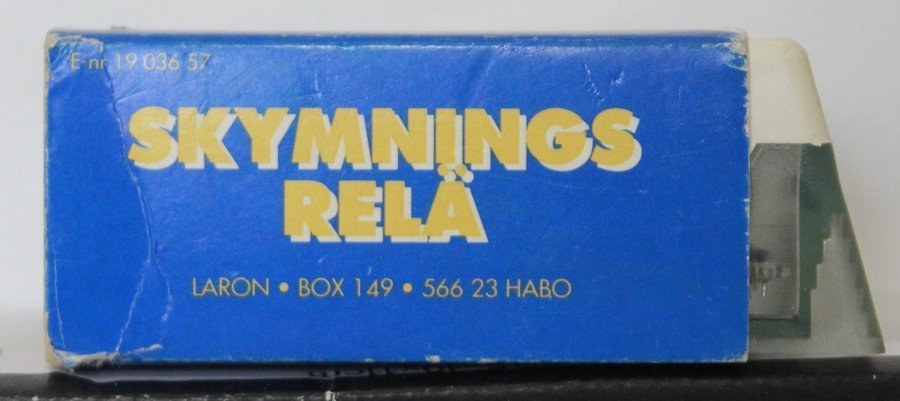 E-nr 19 036 57
SKYMNINGS
RELÄ
LARON • BOX 149 • 566 23 HABO